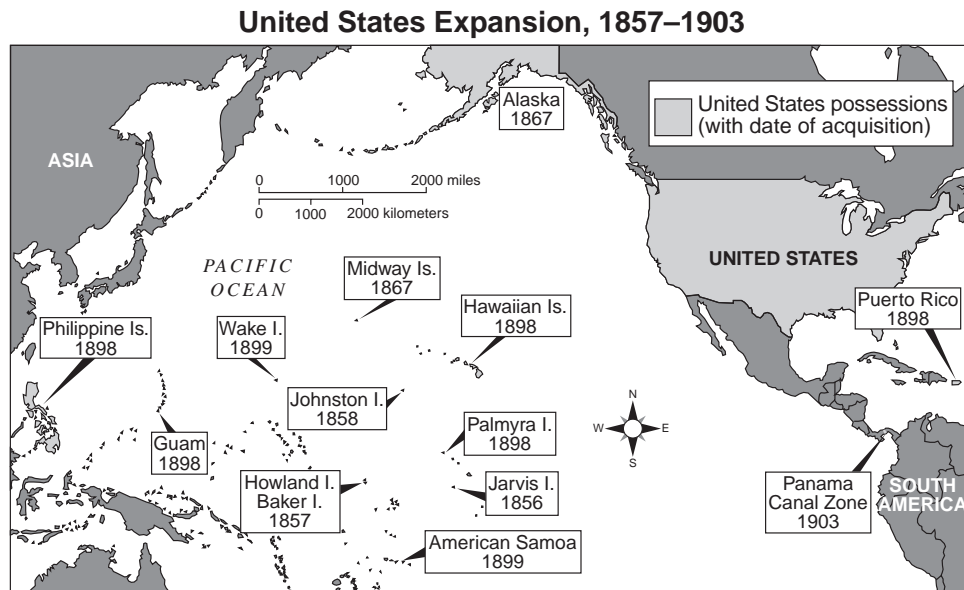 United States Expansion, 1857–1903
Alaska
1867
United States possessions
(with date of acquisition)
ASIA
0 1000 2000 miles
0 1000 2000 kilometers
PACIFIC
OCEAN
UNITED STATES
Midway Is.
1867
Hawaiian Is.
1898
Puerto Rico
1898
Philippine Is.
1898
Wake I.
1899
Johnston I.
1858
N
W E
S
Palmyra I.
1898
Guam
1898
Howland I.
Baker I.
1857
Jarvis I.
1856
Panama
Canal Zone
1903
SOUTH
AMERICA
American Samoa
1899